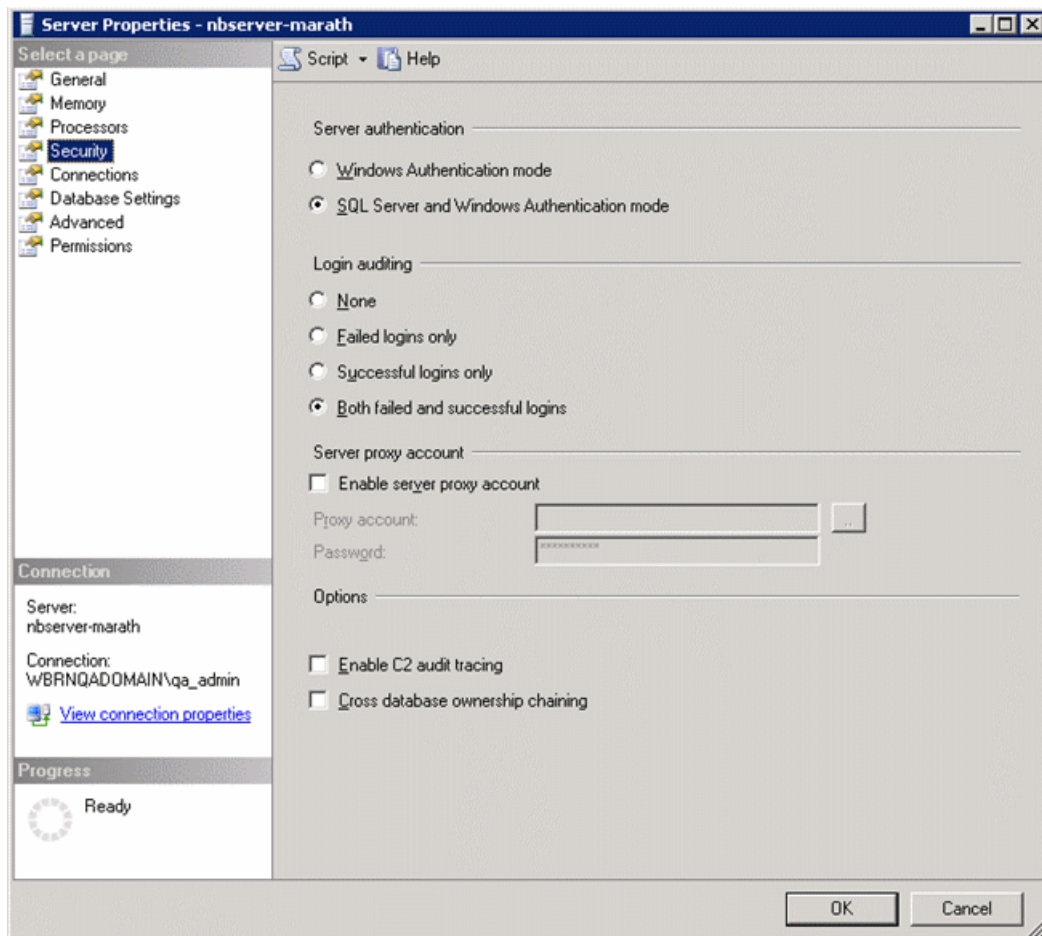 Server Properties - nbserver-marath
Select a page
General
Memory
Processors
Security
Connections
Database Settings
Advanced
Permissions
Connection
Server:
nbserver-marath
Connection:
WBRNQADOMAIN\qa_admin
View connection properties
Progress
Ready
Script
Help
Server authentication
Windows Authentication mode
SQL Server and Windows Authentication mode
Login auditing
None
Failed logins only
Successful logins only
Both failed and successful logins
Server proxy account
Enable server proxy account
Proxy account:
..
Password:
**********
Options
Enable C2 audit tracing
Cross database ownership chaining
OK
Cancel